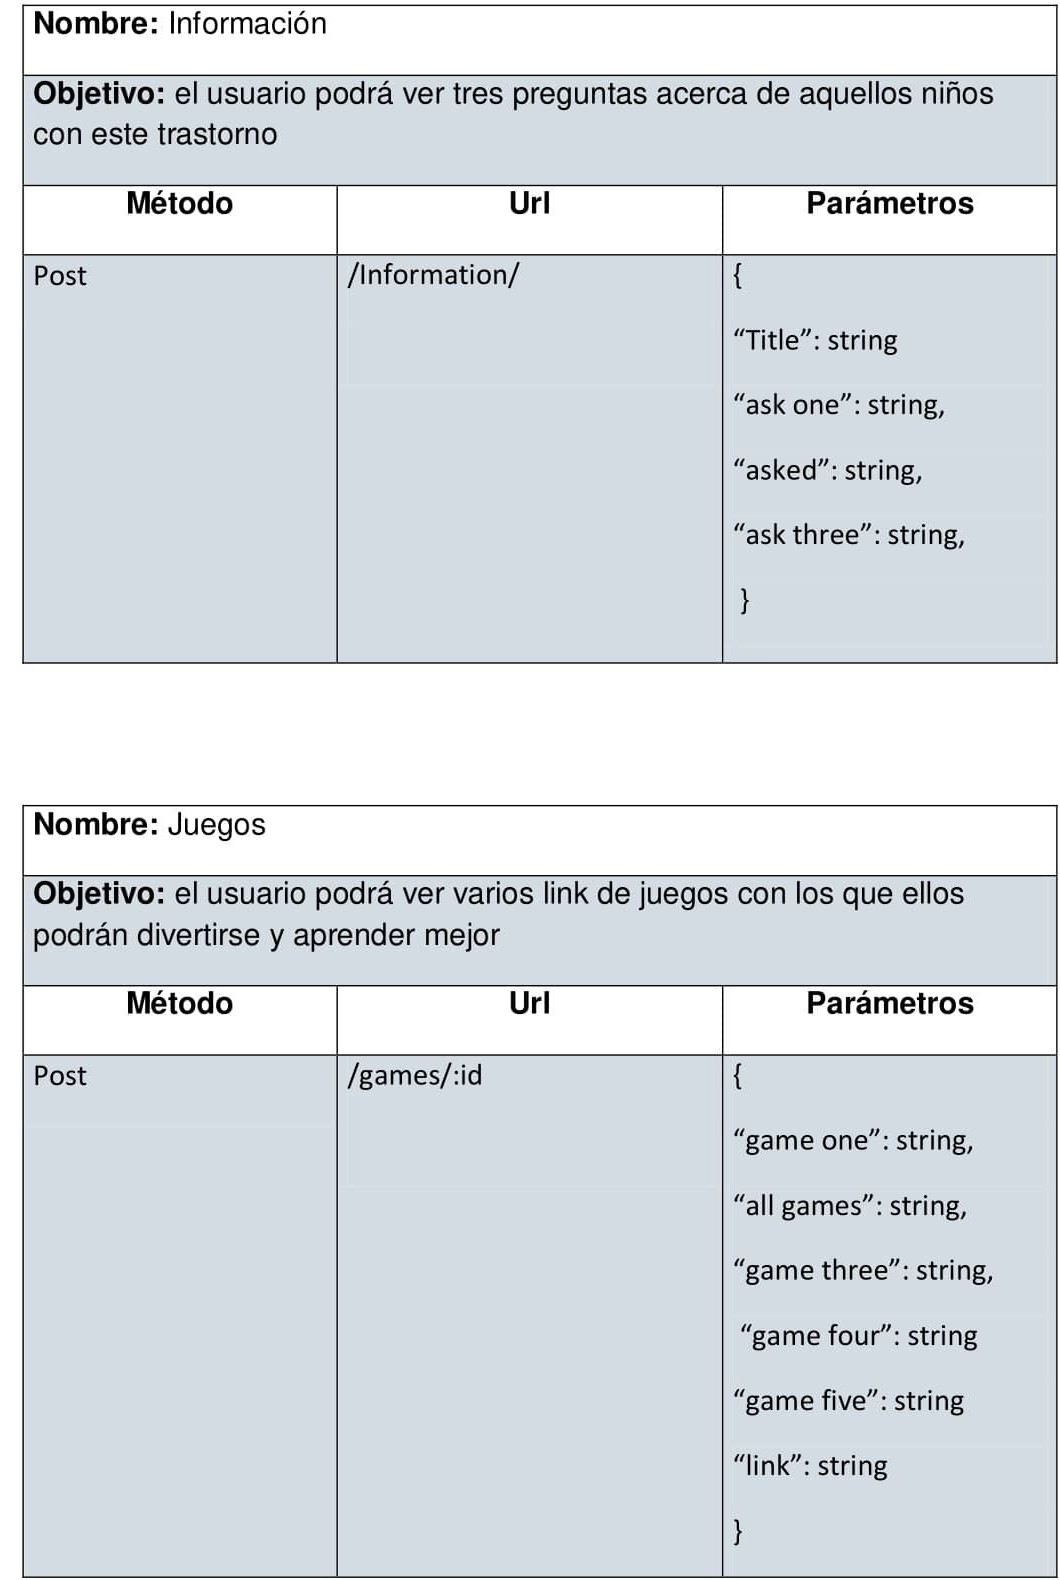 Nombre: Información
Objetivo: el usuario podrá ver tres preguntas acerca de aquellos niños
con este trastorno
Método Url Parámetros
Post /Information/ {
“Title”: string
“ask one”: string,
“asked”: string,
“ask three”: string,
}
Nombre: Juegos
Objetivo: el usuario podrá ver varios link de juegos con los que ellos
podrán divertirse y aprender mejor
Método Url Parámetros
Post /games/:id {
“game one”: string,
“all games”: string,
“game three”: string,
“game four”: string
“game five”: string
“link”: string
}